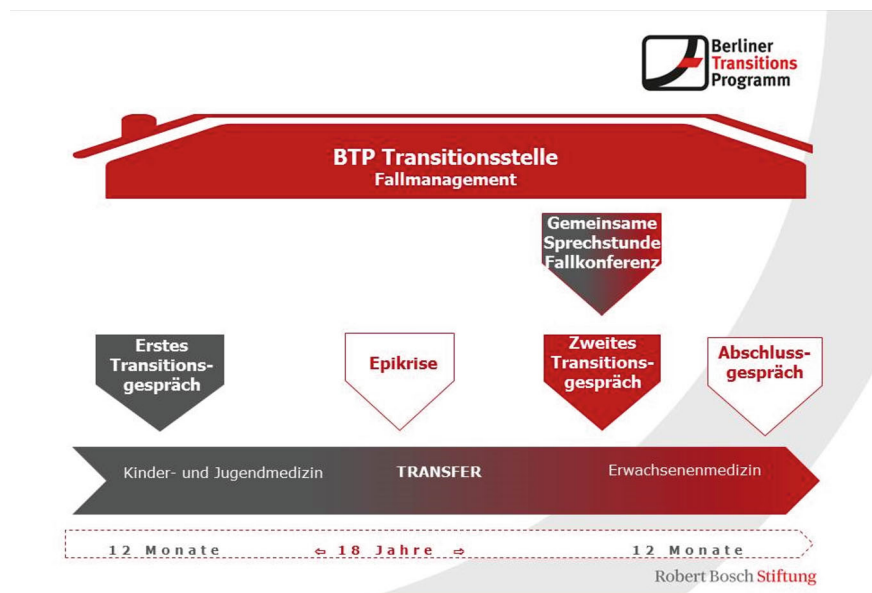 Berliner
Transitions
Programm
BTP Transitionsstelle
Fallmanagement
Gemeinsame
Sprechstunde
Fallkonferenz
Erstes
Transitions-
gespräch
Epikrise
Zweites
Transitions-
gespräch
Abschluss-
gespräch
Kinder- und Jugendmedizin
TRANSFER
Erwachsenenmedizin
12 Monate
⇦ 18 Jahre ⇨
12 Monate
Robert Bosch Stiftung